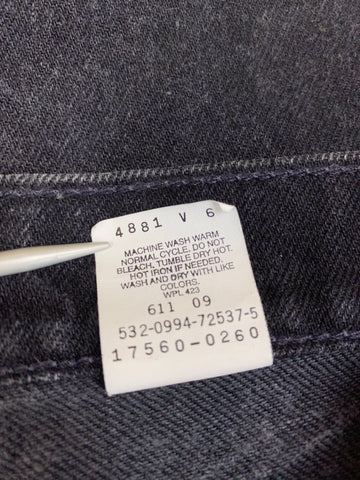 4881 V 6
MACHINE WASH WARM
NORMAL CYCLE. DO NOT
BLEACH, TUMBLE DRY HOT.
HOT IRON IF NEEDED.
WASH AND DRY WITH LIKE
COLORS.
WPL 423
611 09
532-0994-72537-5
17560-0260